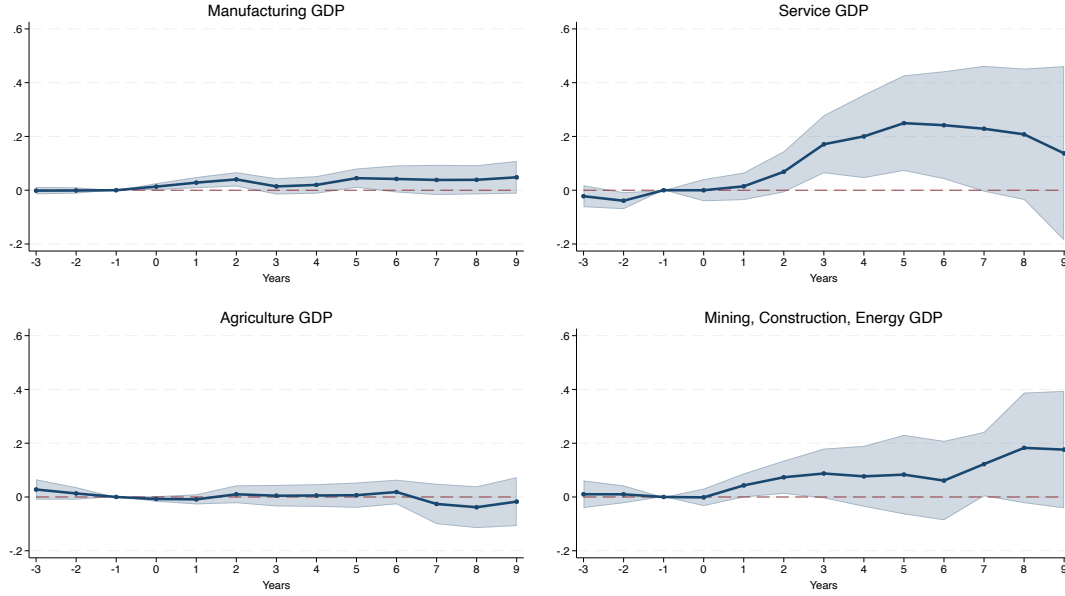 Manufacturing GDP
.6
.4
.2
0
-.2
-3 -2 -1 0 1 2 3 4 5 6 7 8 9
Years
Service GDP
.6
.4
.2
0
-.2
-3 -2 -1 0 1 2 3 4 5 6 7 8 9
Years
Agriculture GDP
.6
.4
.2
0
-.2
-3 -2 -1 0 1 2 3 4 5 6 7 8 9
Years
Mining, Construction, Energy GDP
.6
.4
.2
0
-.2
-3 -2 -1 0 1 2 3 4 5 6 7 8 9
Years